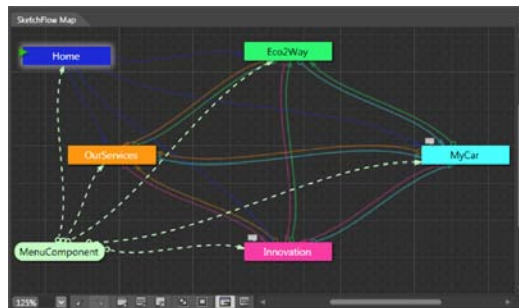 SketchFlow Map
Home
Eco2Way
OurServices
MyCar
MenuComponent
Innovation
125%